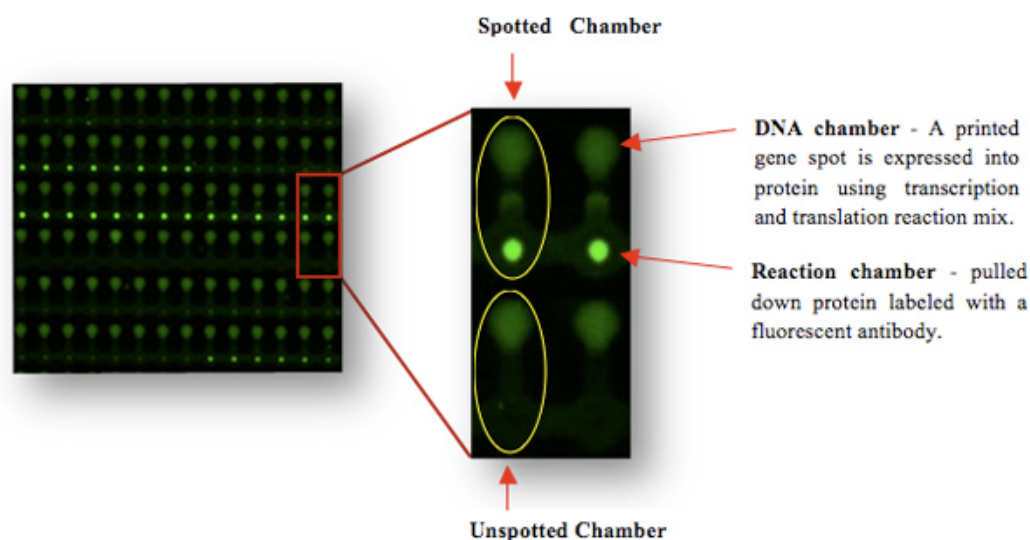 Spotted Chamber
DNA chamber - A printed
gene spot is expressed into
protein using transcription
and translation reaction mix.
Reaction chamber - pulled
down protein labeled with a
fluorescent antibody.
Unspotted Chamber